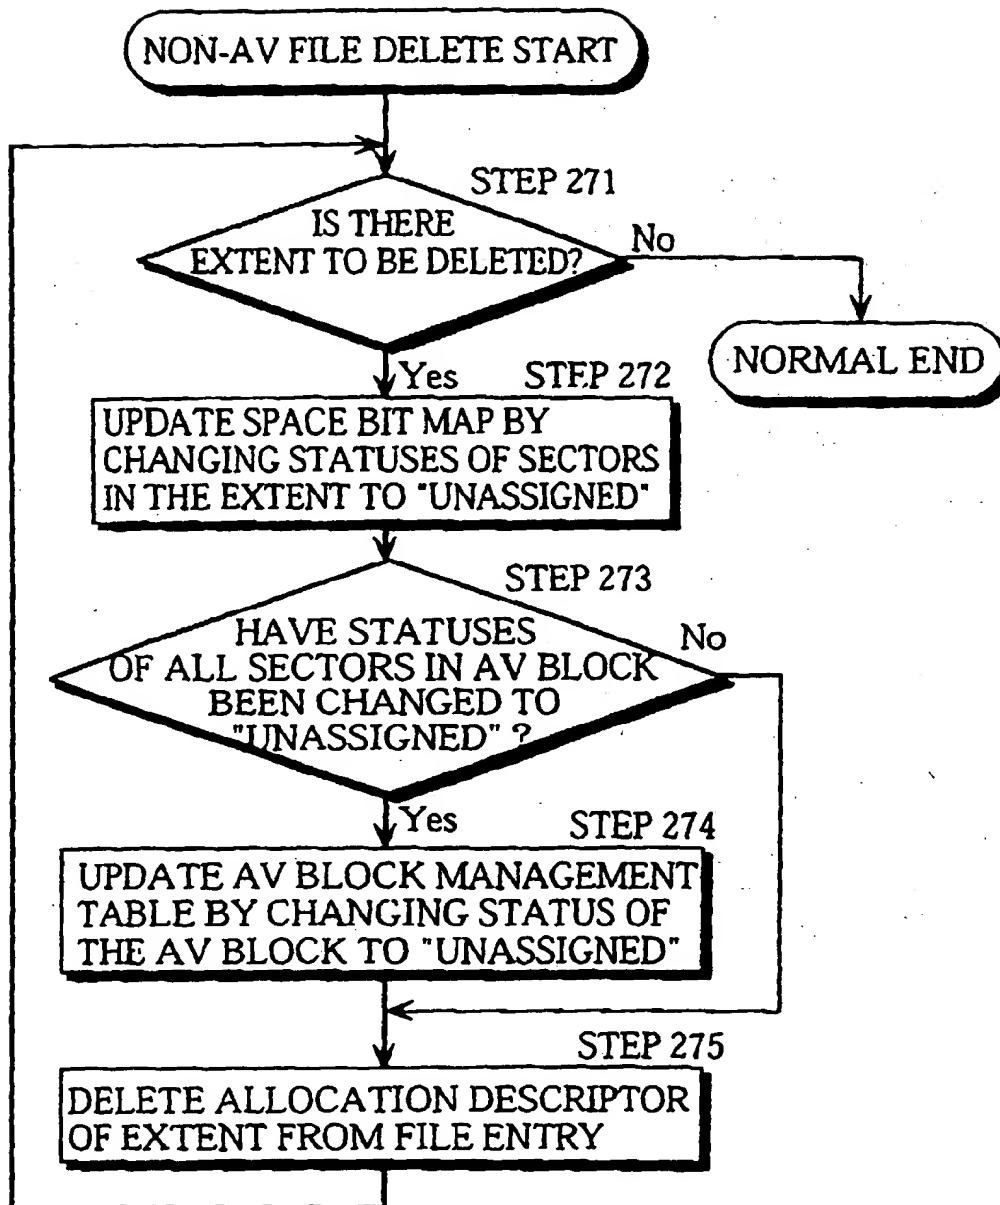 NON-AV FILE DELETE START
STEP 271
IS THERE
EXTENT TO BE DELETED?
No
NORMAL END
Yes
STEP 272
UPDATE SPACE BIT MAP BY
CHANGING STATUSES OF SECTORS
IN THE EXTENT TO "UNASSIGNED"
STEP 273
HAVE STATUSES
OF ALL SECTORS IN AV BLOCK
BEEN CHANGED TO
"UNASSIGNED" ?
No
Yes
STEP 274
UPDATE AV BLOCK MANAGEMENT
TABLE BY CHANGING STATUS OF
THE AV BLOCK TO "UNASSIGNED"
STEP 275
DELETE ALLOCATION DESCRIPTOR
OF EXTENT FROM FILE ENTRY